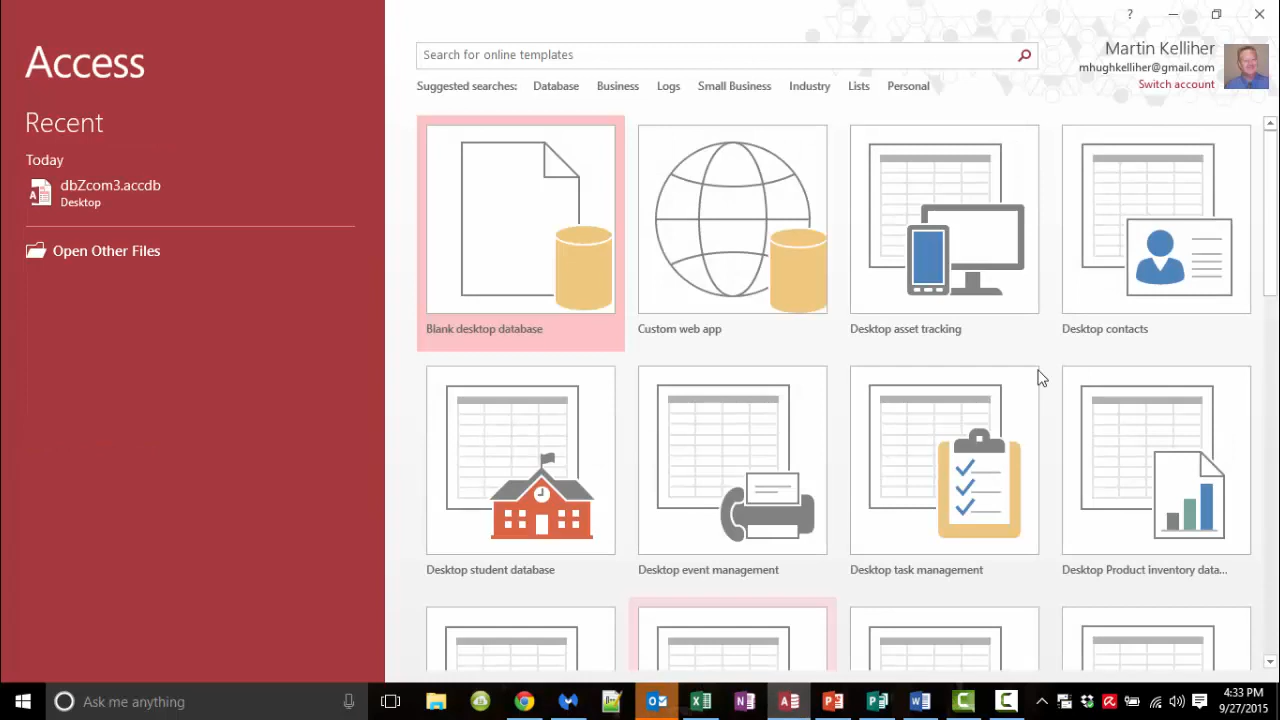 Access
Recent
Today
dbZcom3.accdb
Desktop
Open Other Files
?
Search for online templates
Martin Kelliher
mhughkelliher@gmail.com
Switch account
Suggested searches: Database Business Logs Small Business Industry Lists Personal
Blank desktop database
Custom web app
Desktop asset tracking
Desktop contacts
Desktop student database
Desktop event management
Desktop task management
Desktop Product inventory data...
Ask me anything
4:33 PM
9/27/2015